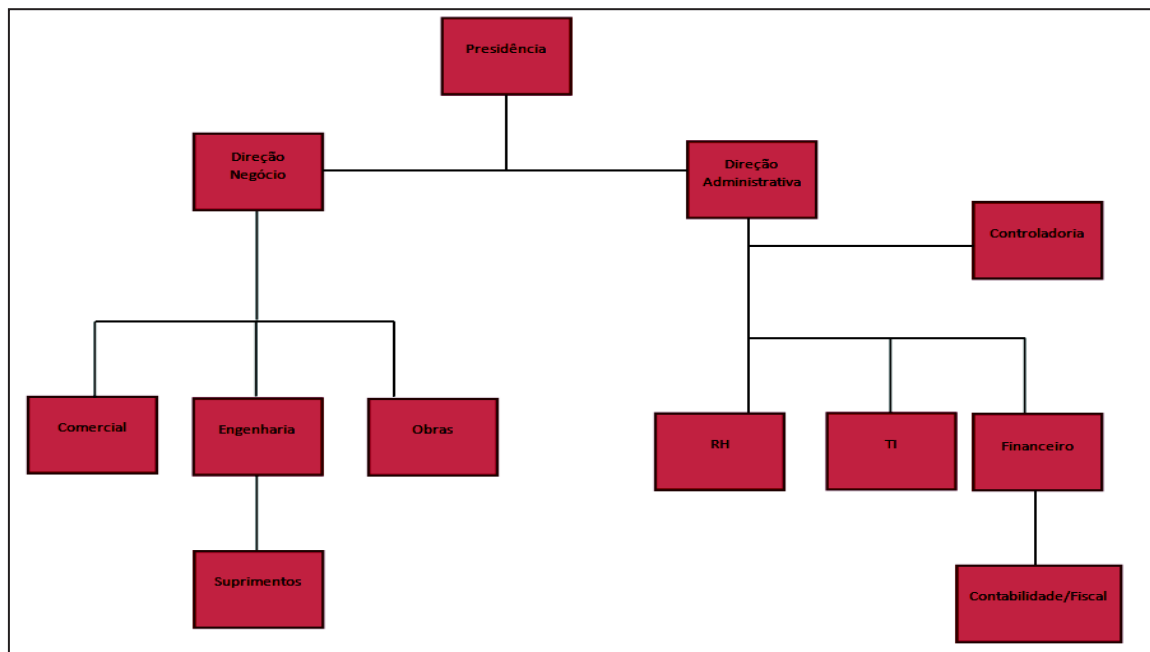 Presidência
Direção
Negócio
Direção
Administrativa
Controladoria
Comercial
Engenharia
Obras
RH
TI
Financeiro
Suprimentos
Contabilidade/Fiscal